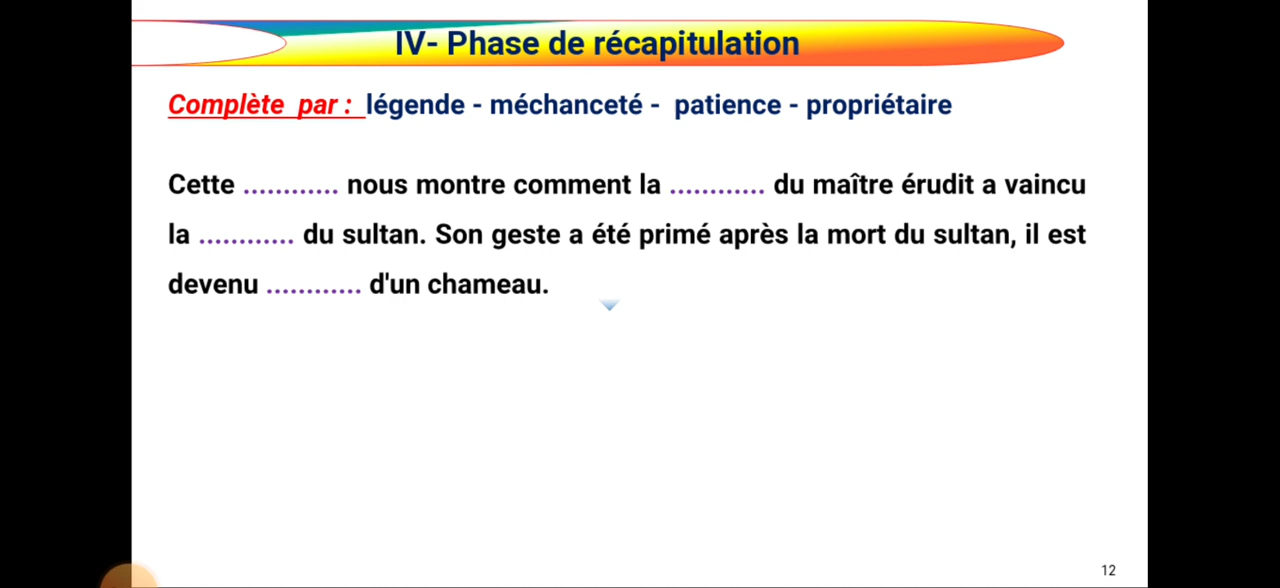 IV- Phase de récapitulation
Complète par : légende - méchanceté - patience - propriétaire
Cette ............ nous montre comment la ............ du maître érudit a vaincu
la ............ du sultan. Son geste a été primé après la mort du sultan, il est
devenu ............ d'un chameau.
12